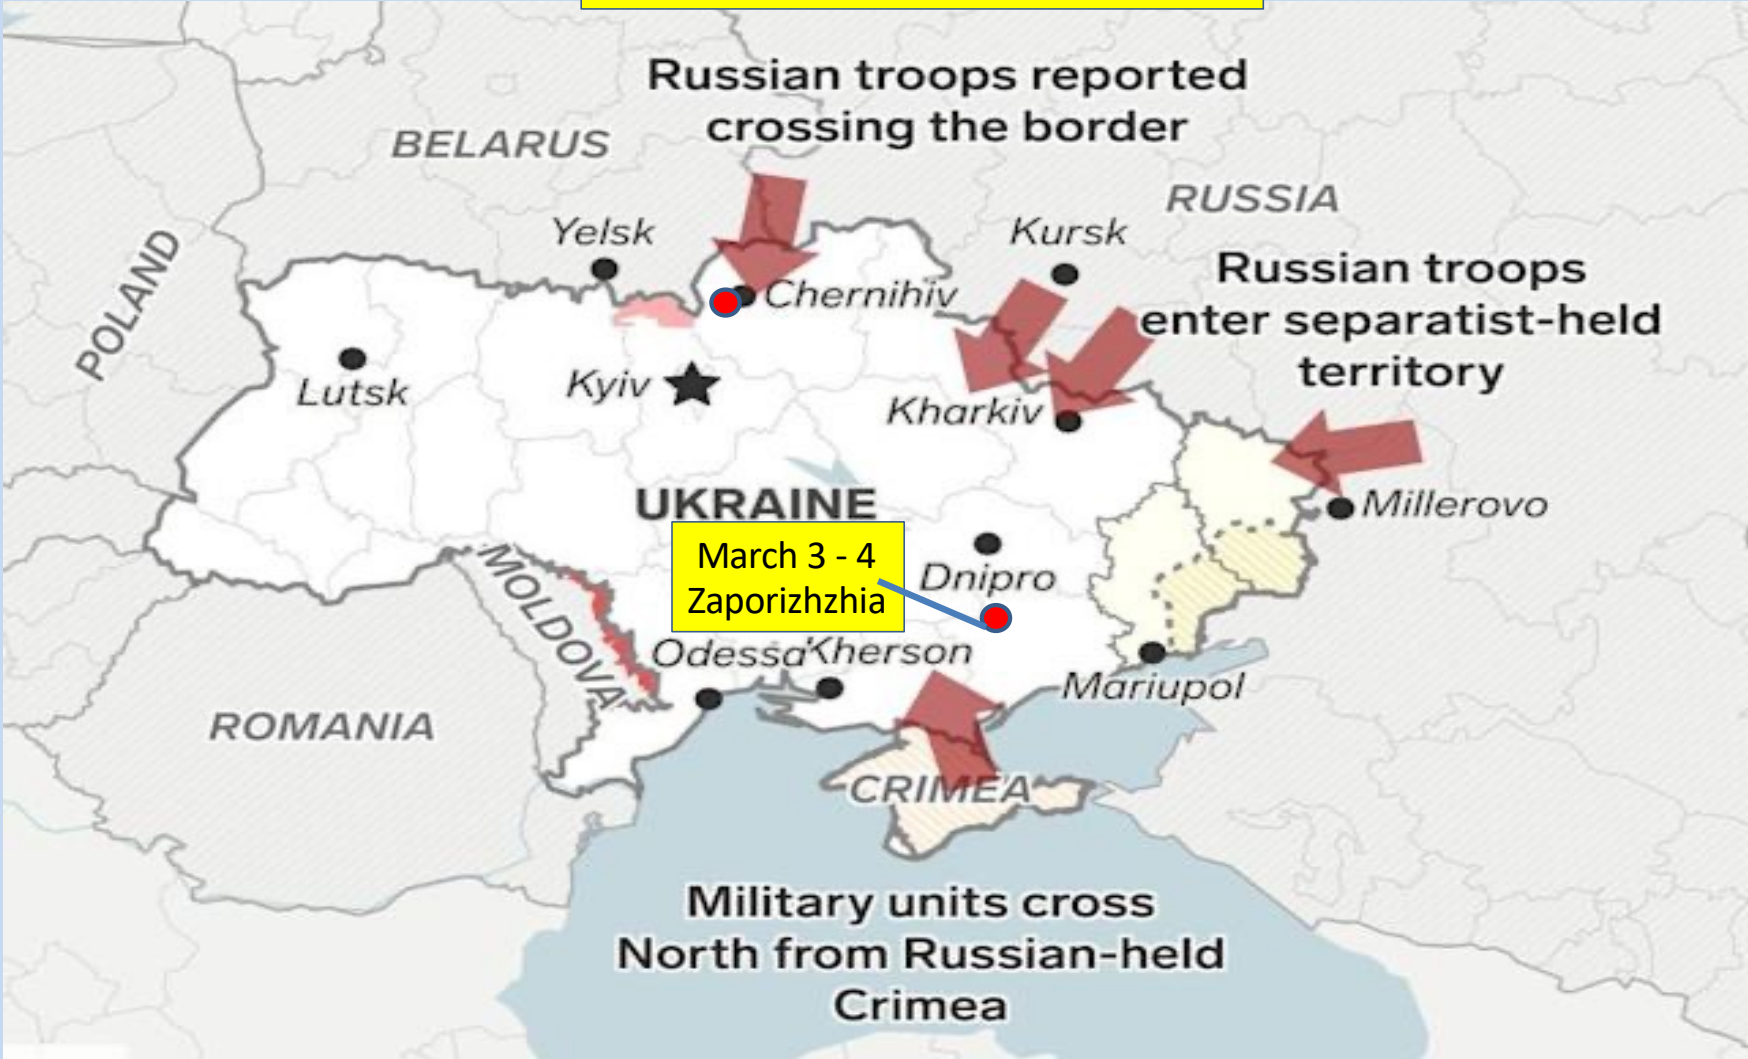 Russian troops reported
crossing the border
BELARUS
RUSSIA
Yelsk
Kursk
POLAND
Russian troops
enter separatist-held
territory
Chernihiv
Lutsk
Kyiv
Kharkiv
UKRAINE
Millerovo
March 3 - 4
Zaporizhzhia
Dnipro
MOLDOVA
Odessa
Kherson
Mariupol
ROMANIA
CRIMEA
Military units cross
North from Russian-held
Crimea